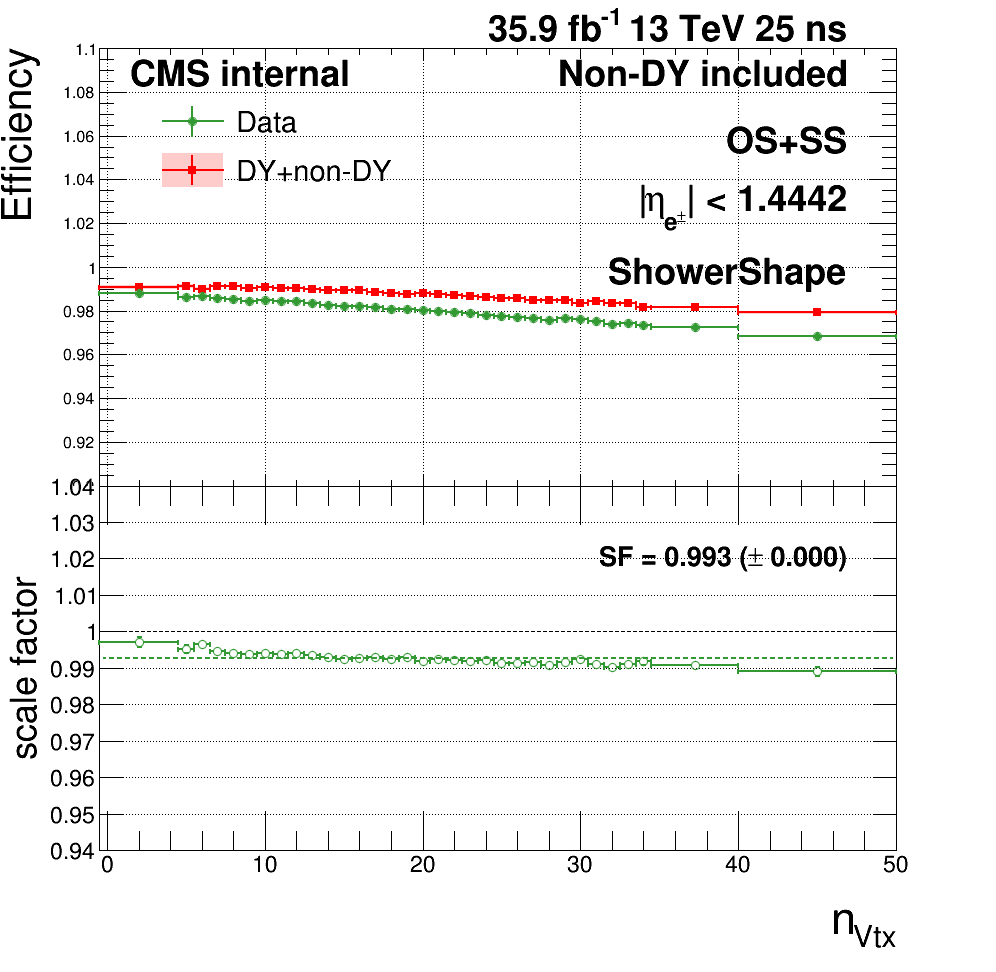 35.9 fb⁻¹ 13 TeV 25 ns
Efficiency
1.1
1.08
1.06
1.04
1.02
1
0.98
0.96
0.94
0.92
CMS internal
Data
DY+non-DY
Non-DY included
OS+SS
|η_e±| < 1.4442
ShowerShape
scale factor
1.04
1.03
1.02
1.01
1
0.99
0.98
0.97
0.96
0.95
0.94
SF = 0.993 (± 0.000)
0 10 20 30 40 50
n_Vtx